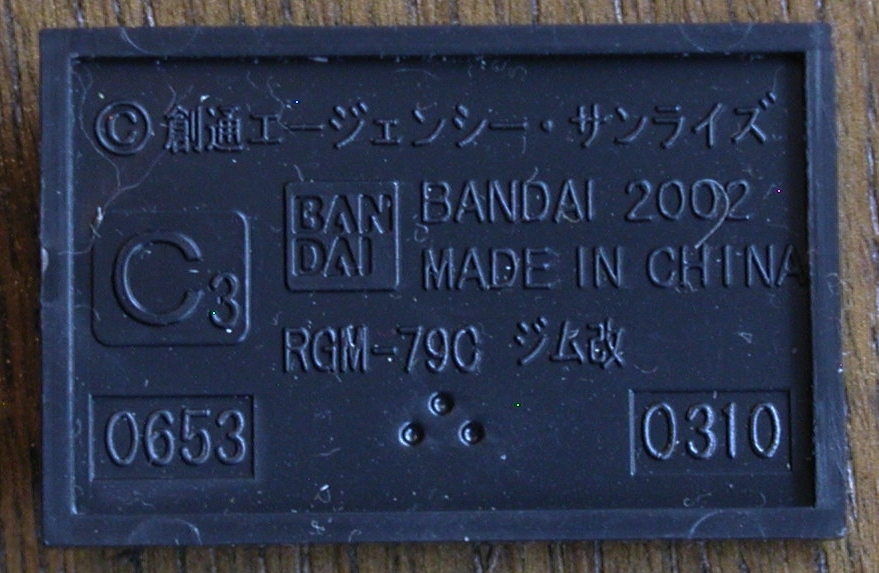 ©創通エージェンシー・サンライズ
C3
BAN
DAI
BANDAI 2002
MADE IN CHINA
RGM-79C ジム改
0653
0310